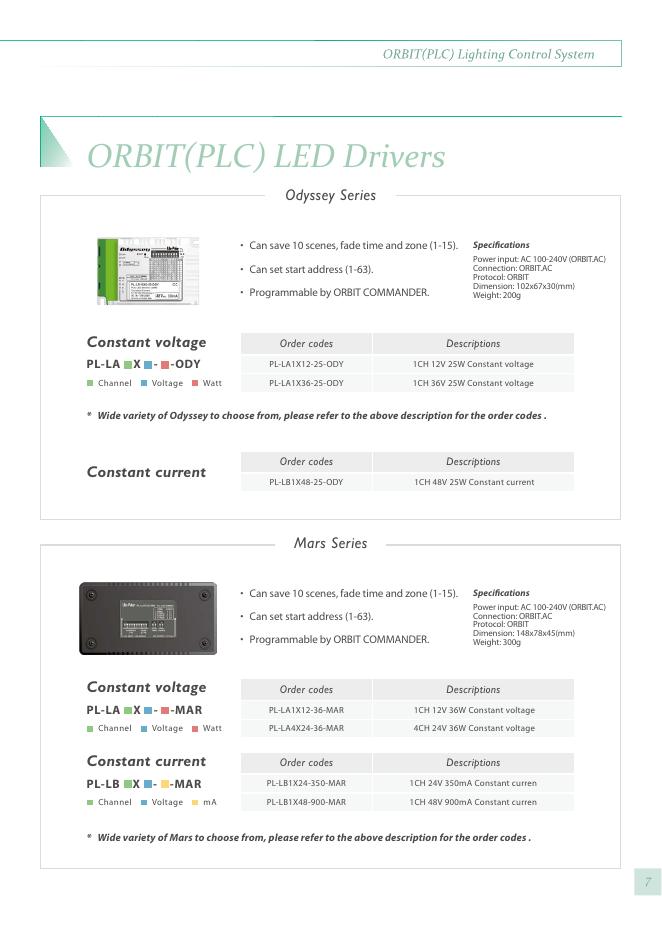 ORBIT(PLC) Lighting Control System
ORBIT(PLC) LED Drivers
Odyssey Series
Odyssey
• Can save 10 scenes, fade time and zone (1-15).
• Can set start address (1-63).
• Programmable by ORBIT COMMANDER.
Specifications
Power input: AC 100-240V (ORBIT.AC)
Connection: ORBIT.AC
Protocol: ORBIT
Dimension: 102x67x30(mm)
Weight: 200g
Constant voltage
PL-LA X - -ODY
Channel Voltage Watt
Order codes Descriptions
PL-LA1X12-25-ODY 1CH 12V 25W Constant voltage
PL-LA1X36-25-ODY 1CH 36V 25W Constant voltage
* Wide variety of Odyssey to choose from, please refer to the above description for the order codes .
Constant current
Order codes Descriptions
PL-LB1X48-25-ODY 1CH 48V 25W Constant current
Mars Series
• Can save 10 scenes, fade time and zone (1-15).
• Can set start address (1-63).
• Programmable by ORBIT COMMANDER.
Specifications
Power input: AC 100-240V (ORBIT.AC)
Connection: ORBIT.AC
Protocol: ORBIT
Dimension: 148x78x45(mm)
Weight: 300g
Constant voltage
PL-LA X - -MAR
Channel Voltage Watt
Order codes Descriptions
PL-LA1X12-36-MAR 1CH 12V 36W Constant voltage
PL-LA4X24-36-MAR 4CH 24V 36W Constant voltage
Constant current
PL-LB X - -MAR
Channel Voltage mA
Order codes Descriptions
PL-LB1X24-350-MAR 1CH 24V 350mA Constant curren
PL-LB1X48-900-MAR 1CH 48V 900mA Constant curren
* Wide variety of Mars to choose from, please refer to the above description for the order codes .
7